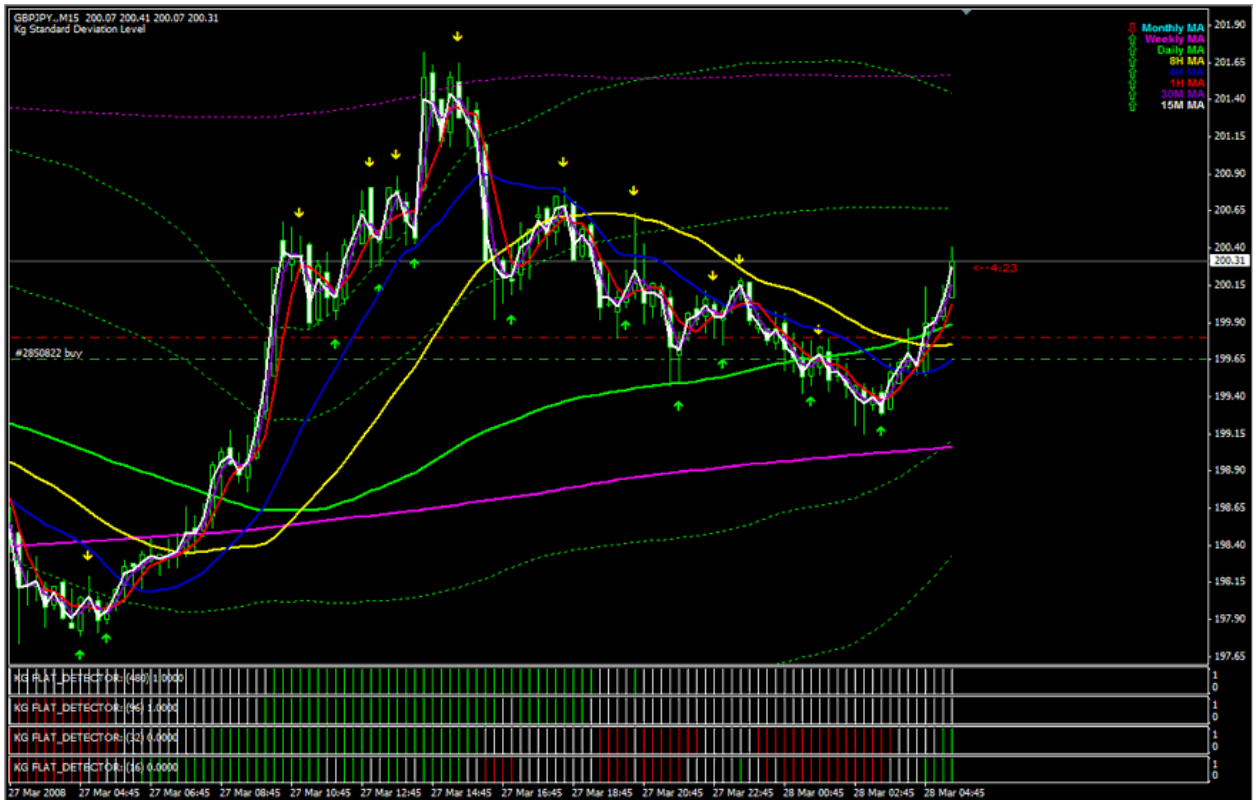 GBPJPY.,M15 200.07 200.41 200.07 200.31
Kg Standard Deviation Level
Monthly MA
Weekly MA
Daily MA
8H MA
4H MA
1H MA
30M MA
15M MA
201.90
201.65
201.40
201.15
200.90
200.65
200.40
200.31
<--4:23
200.15
199.90
#2850822 buy
199.65
199.40
199.15
198.90
198.65
198.40
198.15
197.90
197.65
KG FLAT_DETECTOR: (480) 1.0000
1
0
KG FLAT_DETECTOR: (96) 1.0000
1
0
KG FLAT_DETECTOR: (32) 0.0000
1
0
KG FLAT_DETECTOR: (16) 0.0000
1
0
27 Mar 2008 27 Mar 04:45 27 Mar 06:45 27 Mar 08:45 27 Mar 10:45 27 Mar 12:45 27 Mar 14:45 27 Mar 16:45 27 Mar 18:45 27 Mar 20:45 27 Mar 22:45 28 Mar 00:45 28 Mar 02:45 28 Mar 04:45